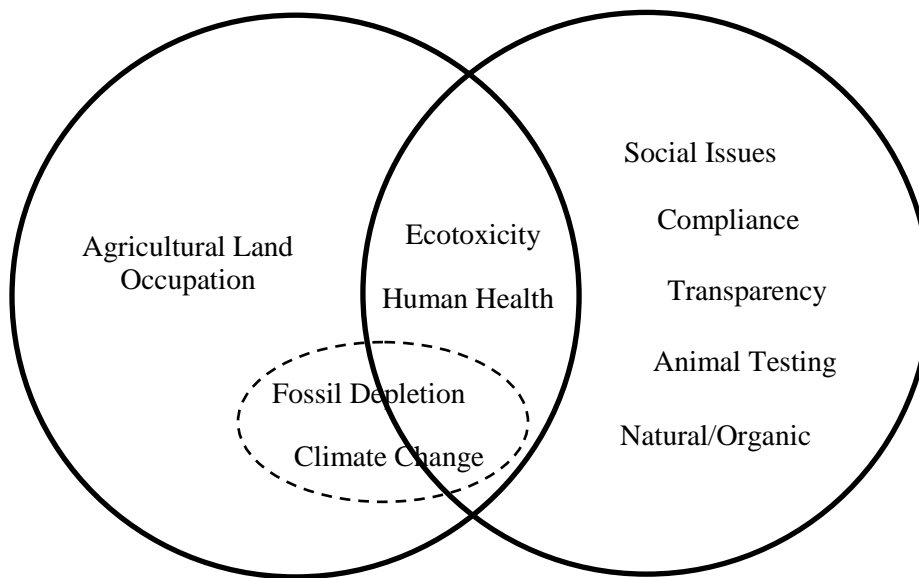 Agricultural Land
Occupation
Ecotoxicity
Human Health
Fossil Depletion
Climate Change
Social Issues
Compliance
Transparency
Animal Testing
Natural/Organic